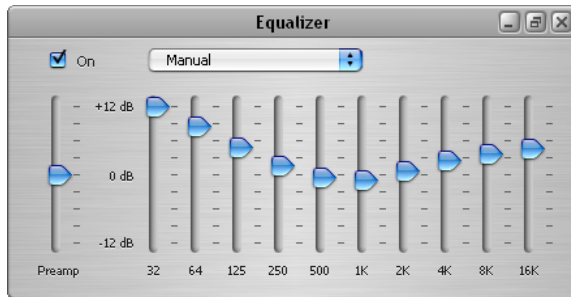 Equalizer
On
Manual
+12 dB
0 dB
-12 dB
Preamp 32 64 125 250 500 1K 2K 4K 8K 16K